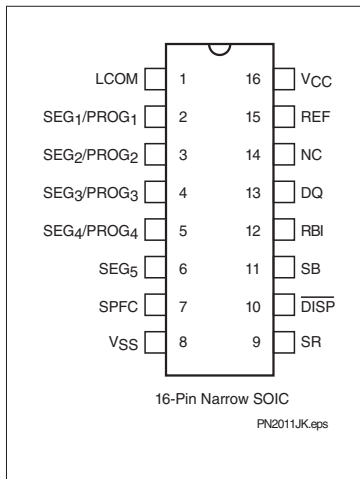 LCOM 1 16 VCC
SEG1/PROG1 2 15 REF
SEG2/PROG2 3 14 NC
SEG3/PROG3 4 13 DQ
SEG4/PROG4 5 12 RBI
SEG5 6 11 SB
SPFC 7 10 DISP
VSS 8 9 SR
16-Pin Narrow SOIC
PN2011JK.eps